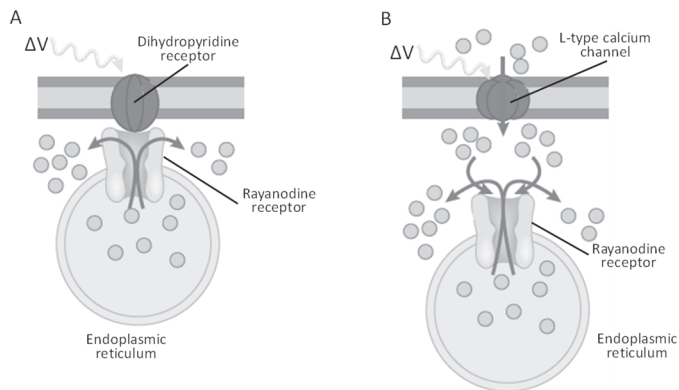 A
ΔV
Dihydropyridine
receptor
Rayanodine
receptor
Endoplasmic
reticulum
B
ΔV
L-type calcium
channel
Rayanodine
receptor
Endoplasmic
reticulum